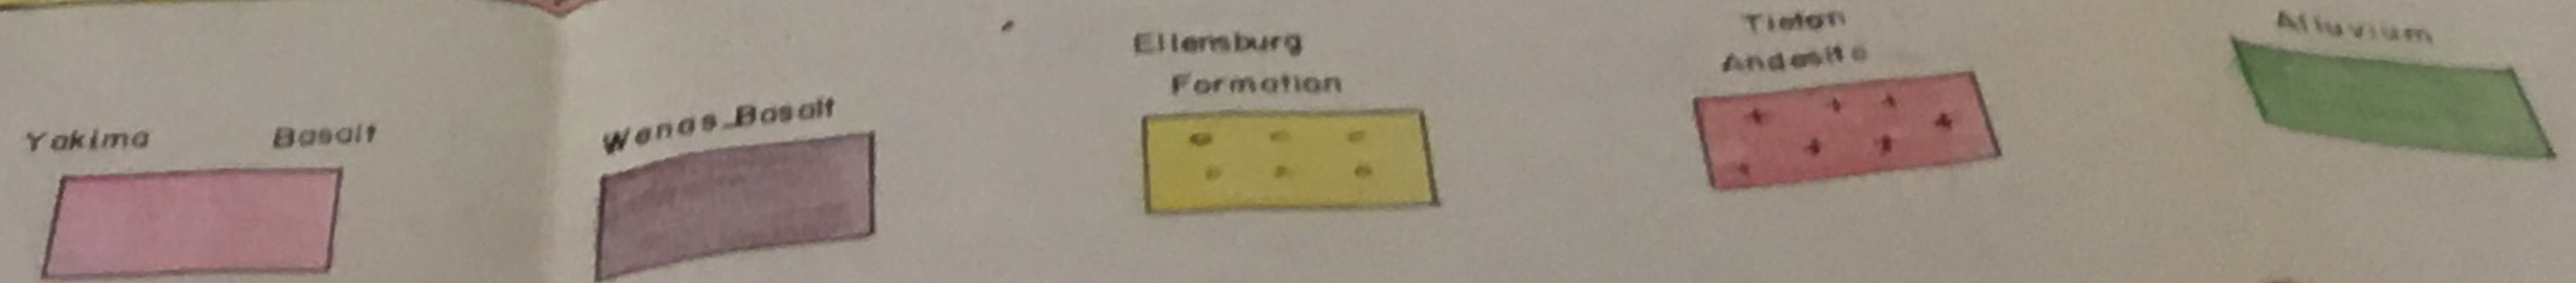 Yakima Basalt
Wenas Basalt
Ellensburg
Formation
Tieton
Andesite
Alluvium